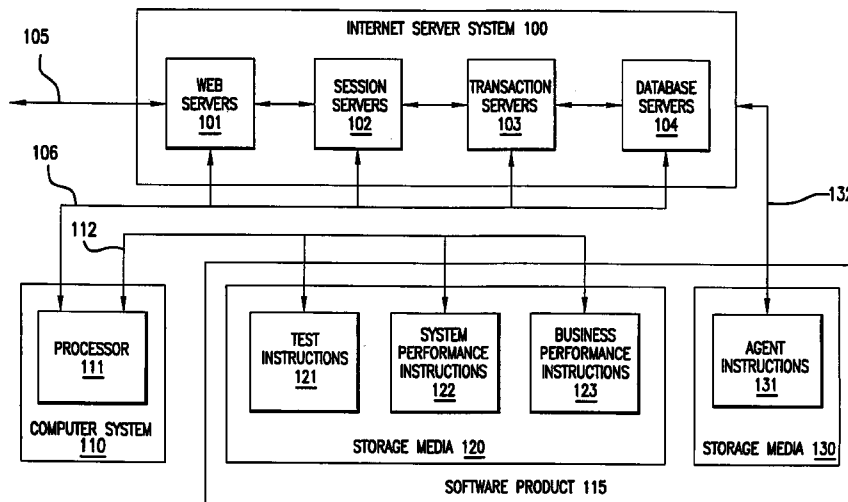 105
INTERNET SERVER SYSTEM 100
WEB
SERVERS
101
SESSION
SERVERS
102
TRANSACTION
SERVERS
103
DATABASE
SERVERS
104
106
132
112
PROCESSOR
111
COMPUTER SYSTEM
110
TEST
INSTRUCTIONS
121
SYSTEM
PERFORMANCE
INSTRUCTIONS
122
BUSINESS
PERFORMANCE
INSTRUCTIONS
123
STORAGE MEDIA 120
AGENT
INSTRUCTIONS
131
STORAGE MEDIA 130
SOFTWARE PRODUCT 115